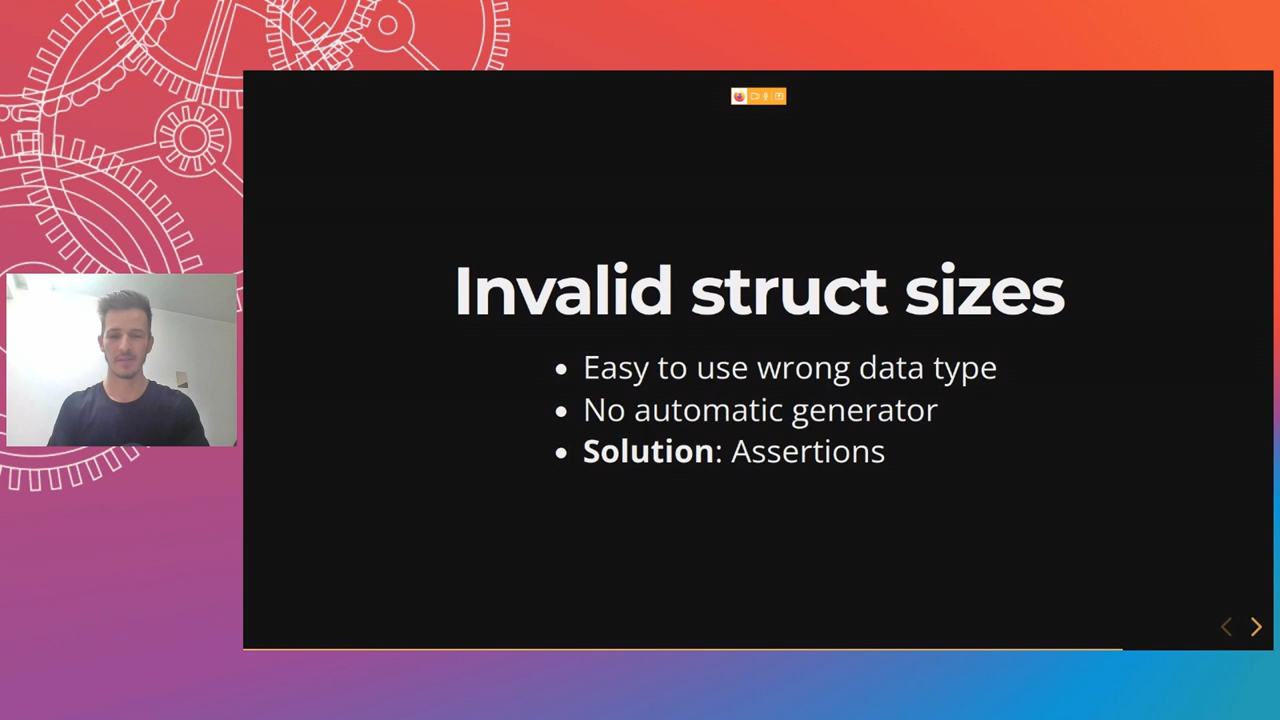 Invalid struct sizes
Easy to use wrong data type
No automatic generator
Solution: Assertions